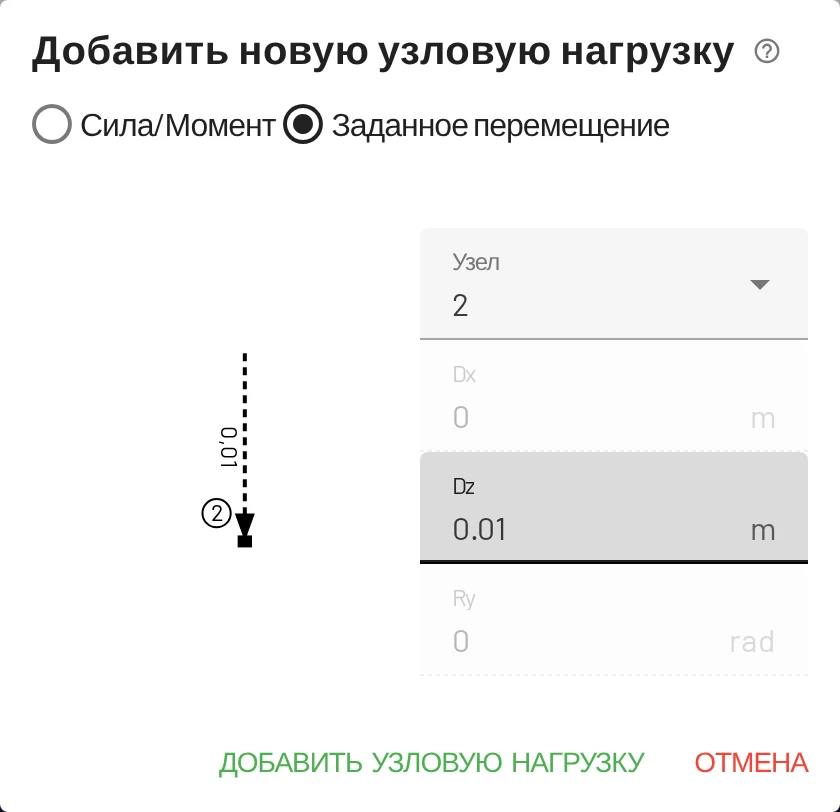 Добавить новую узловую нагрузку ?
Сила/Момент Заданное перемещение
Узел
2
Dx
0 m
0,01
Dz
2
0.01 m
Ry
0 rad
ДОБАВИТЬ УЗЛОВУЮ НАГРУЗКУ ОТМЕНА